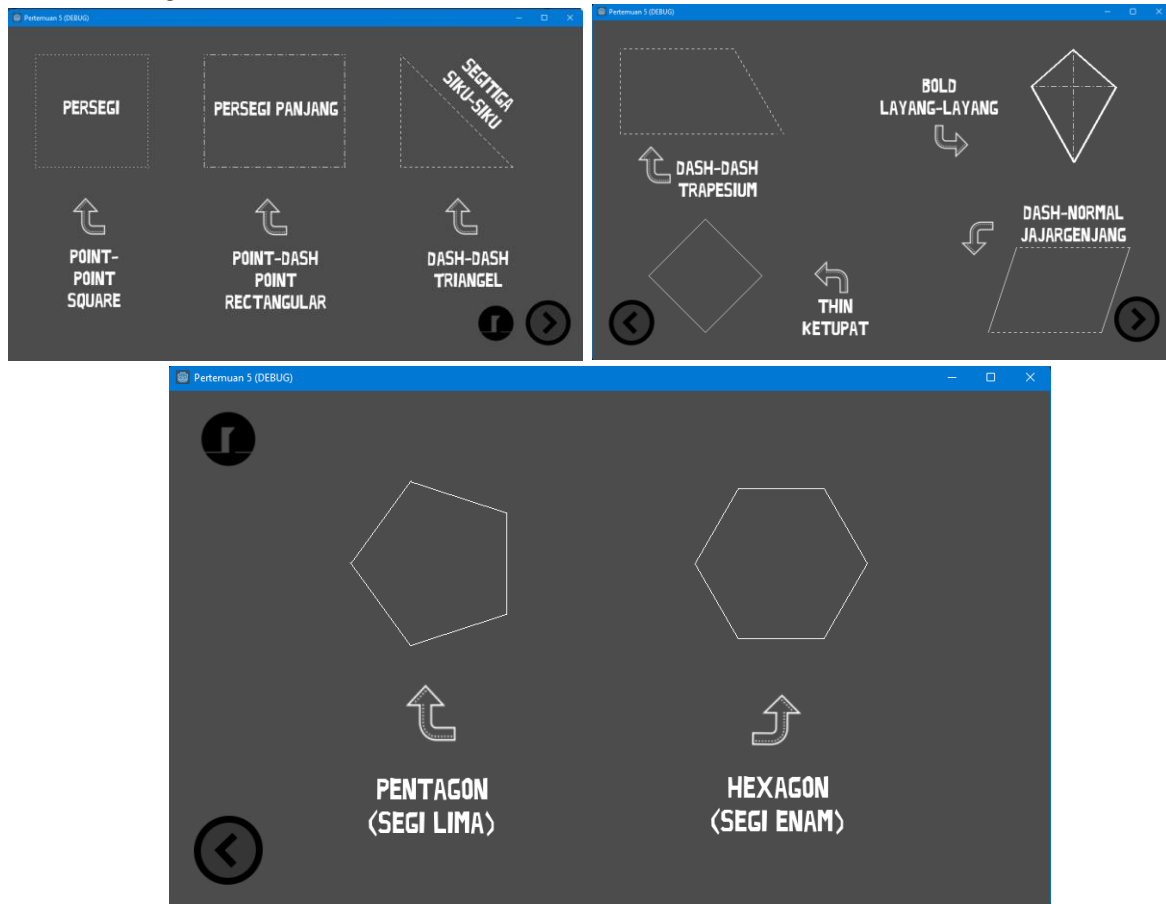 Pertemuan 5 (DEBUG)
PERSEGI
PERSEGI PANJANG
SEGITIGA
SIKU-SIKU
POINT-
POINT
SQUARE
POINT-DASH
POINT
RECTANGULAR
DASH-DASH
TRIANGEL
Pertemuan 5 (DEBUG)
BOLD
LAYANG-LAYANG
DASH-DASH
TRAPESIUM
DASH-NORMAL
JAJARGENJANG
THIN
KETUPAT
Pertemuan 5 (DEBUG)
PENTAGON
(SEGI LIMA)
HEXAGON
(SEGI ENAM)